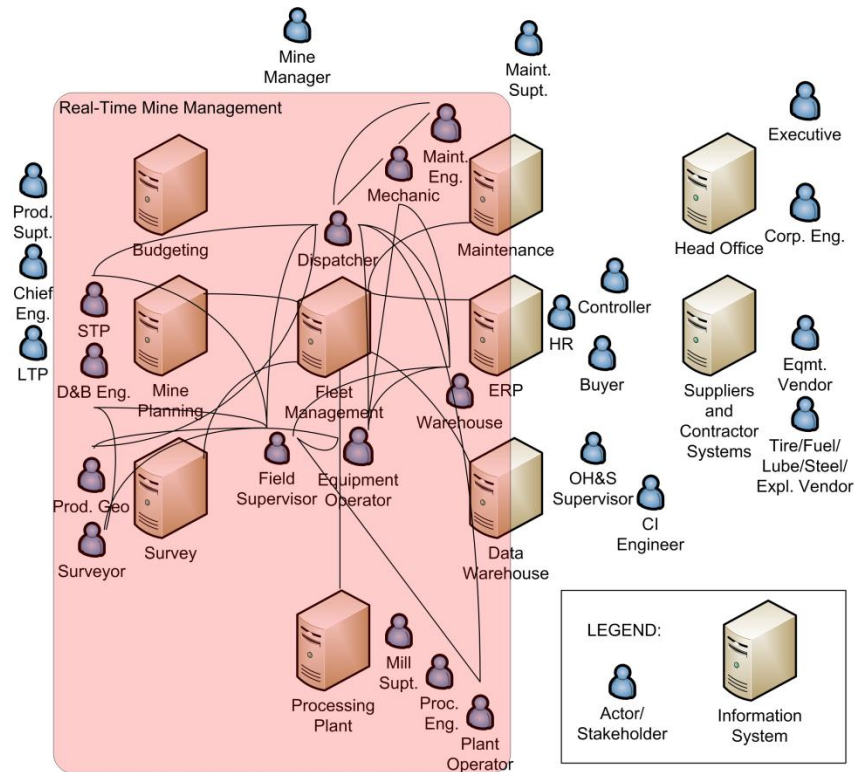 Mine
Manager
Maint.
Supt.
Real-Time Mine Management
Executive
Maint.
Eng.
Mechanic
Prod.
Supt.
Budgeting
Dispatcher
Maintenance
Head Office
Corp. Eng.
Chief
Eng.
STP
Controller
HR
LTP
D&B Eng.
Mine
Planning
Fleet
Management
ERP
Buyer
Warehouse
Suppliers
and
Contractor
Systems
Eqmt.
Vendor
Tire/Fuel/
Lube/Steel/
Expl. Vendor
Prod. Geo
Field
Supervisor
Equipment
Operator
OH&S
Supervisor
CI
Engineer
Surveyor
Survey
Data
Warehouse
Processing
Plant
Mill
Supt.
Proc.
Eng.
Plant
Operator
LEGEND:
Actor/
Stakeholder
Information
System